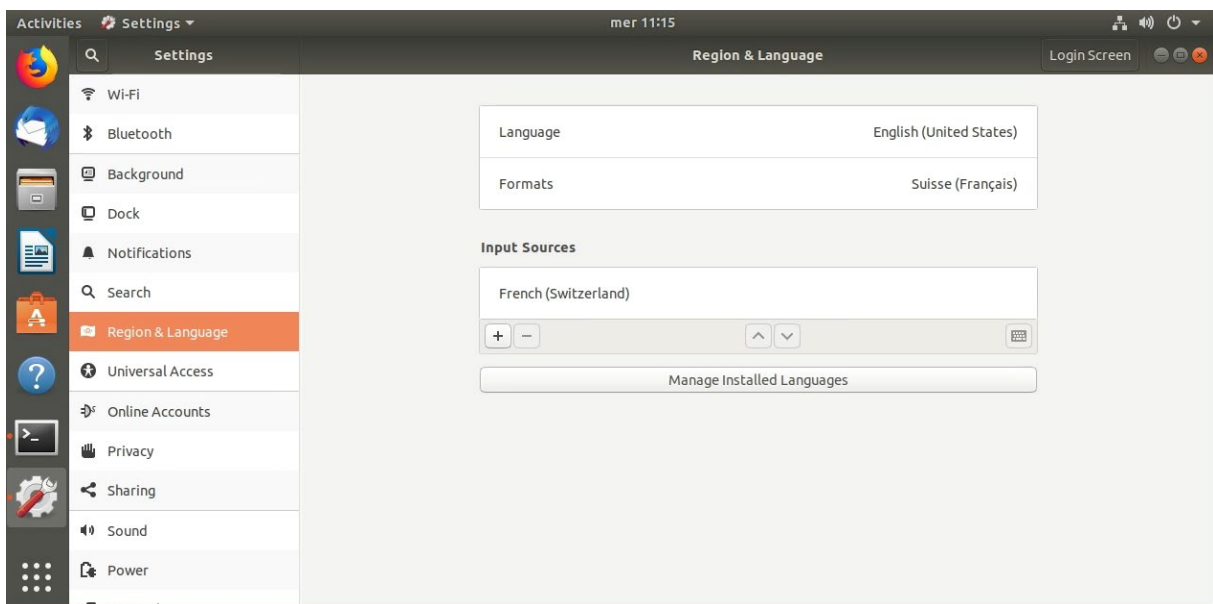 Activities Settings mer 11:15
Settings Region & Language Login Screen
Wi-Fi
Bluetooth
Background
Dock
Notifications
Search
Region & Language
Universal Access
Online Accounts
Privacy
Sharing
Sound
Power
Language English (United States)
Formats Suisse (Français)
Input Sources
French (Switzerland)
Manage Installed Languages